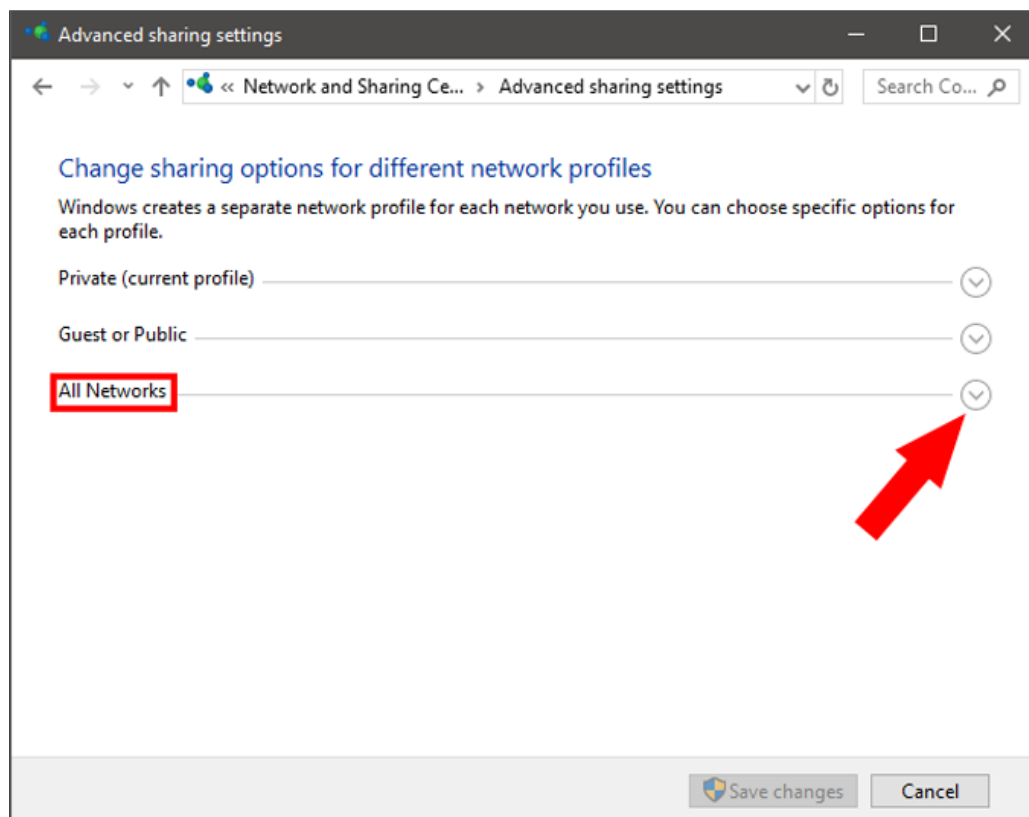 Advanced sharing settings
« Network and Sharing Ce... › Advanced sharing settings
Search Co...
Change sharing options for different network profiles
Windows creates a separate network profile for each network you use. You can choose specific options for
each profile.
Private (current profile)
Guest or Public
All Networks
Save changes
Cancel